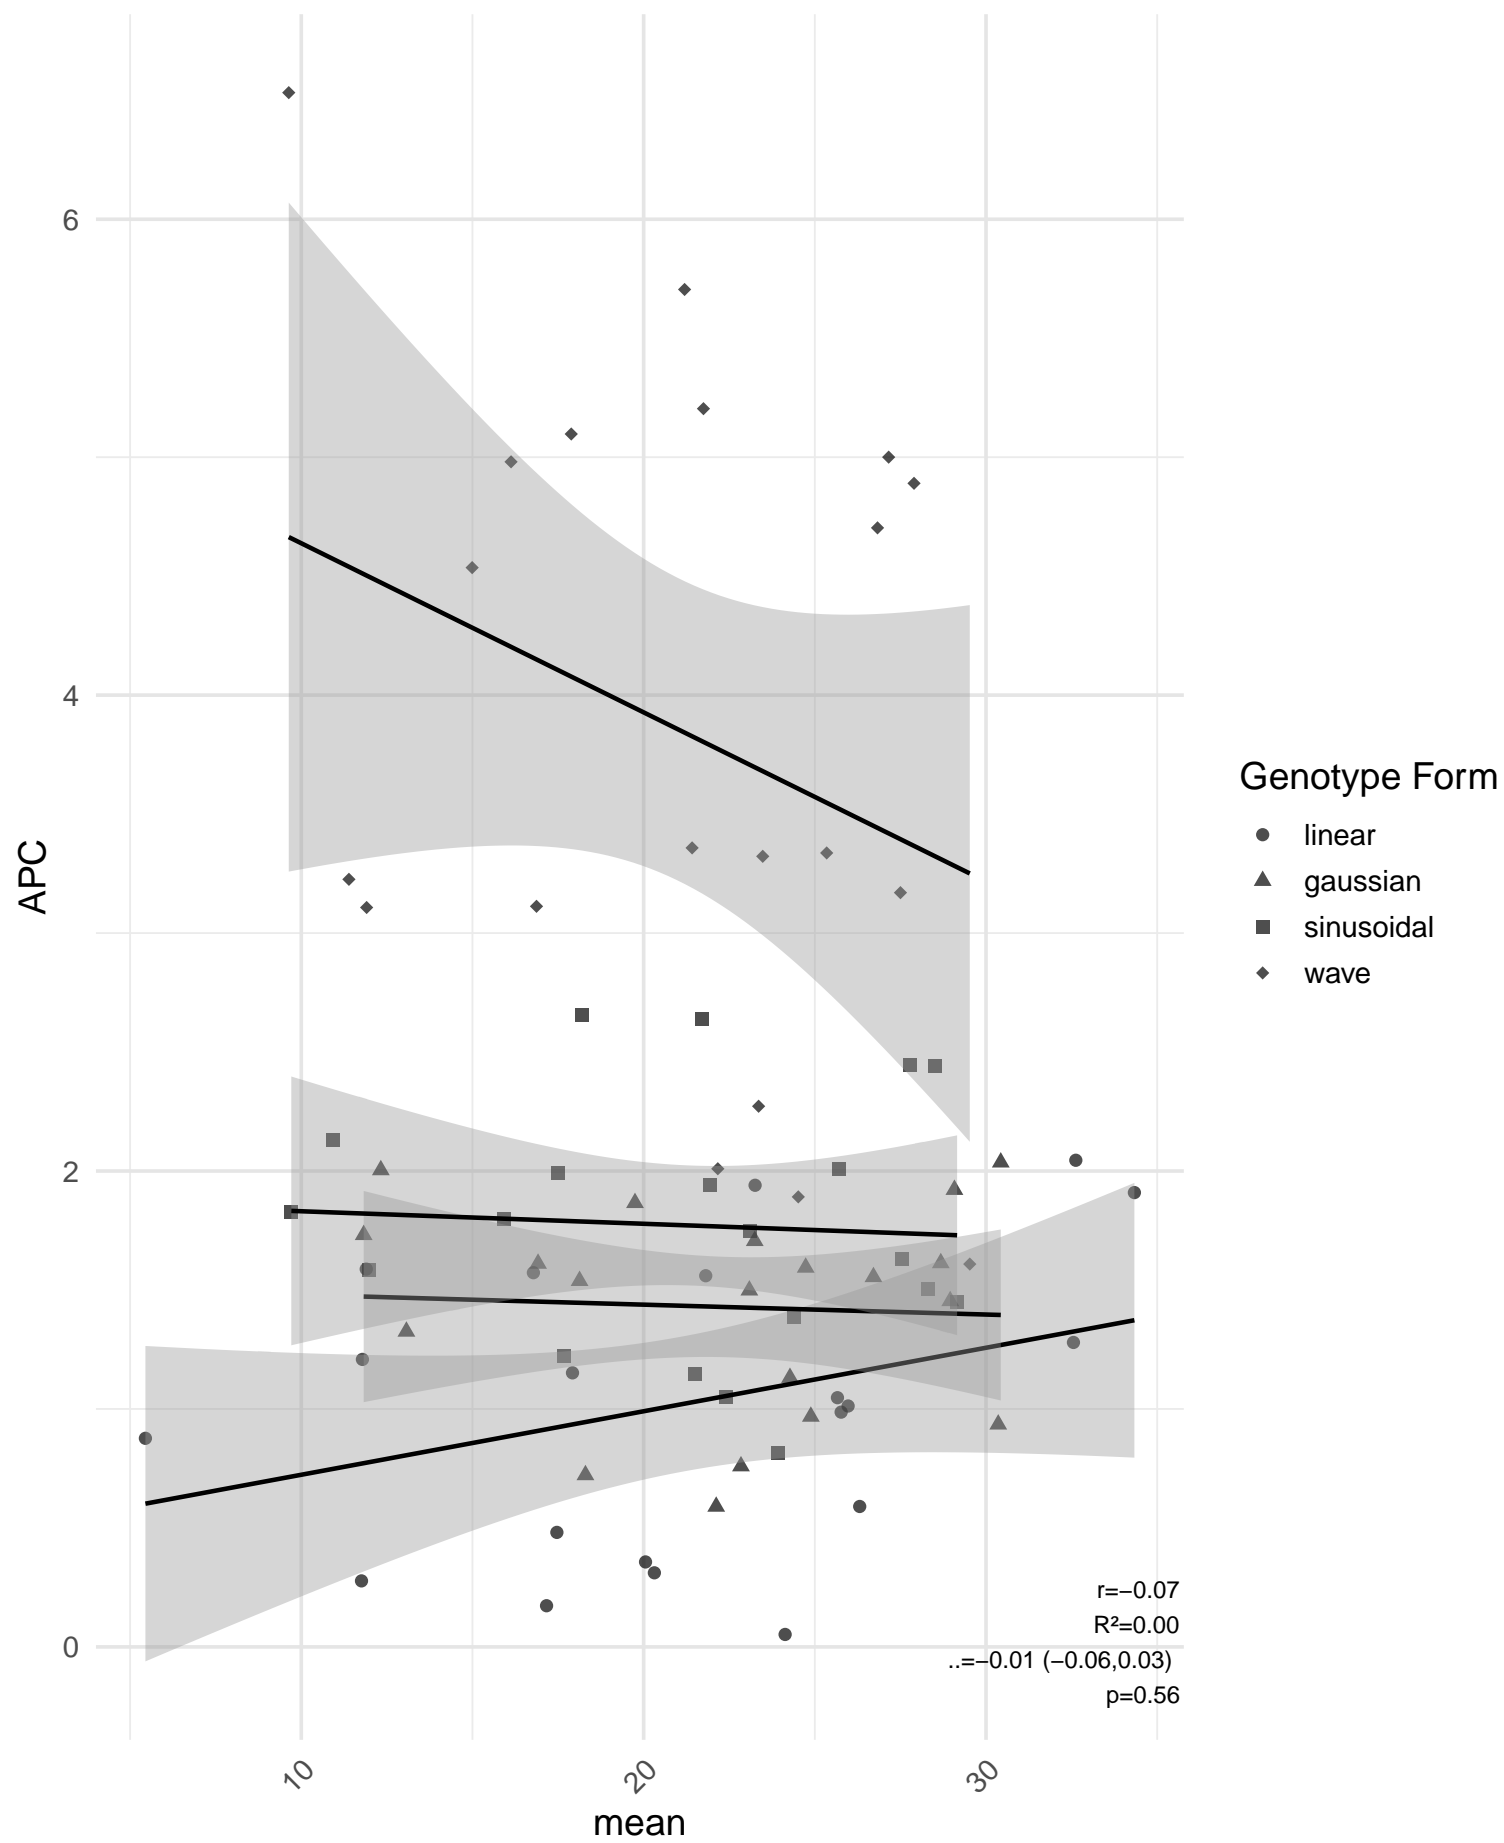 6
4
2
0
APC
10
20
30
mean
Genotype Form
linear
gaussian
sinusoidal
wave
r=−0.07
R²=0.00
..=−0.01 (−0.06,0.03)
p=0.56